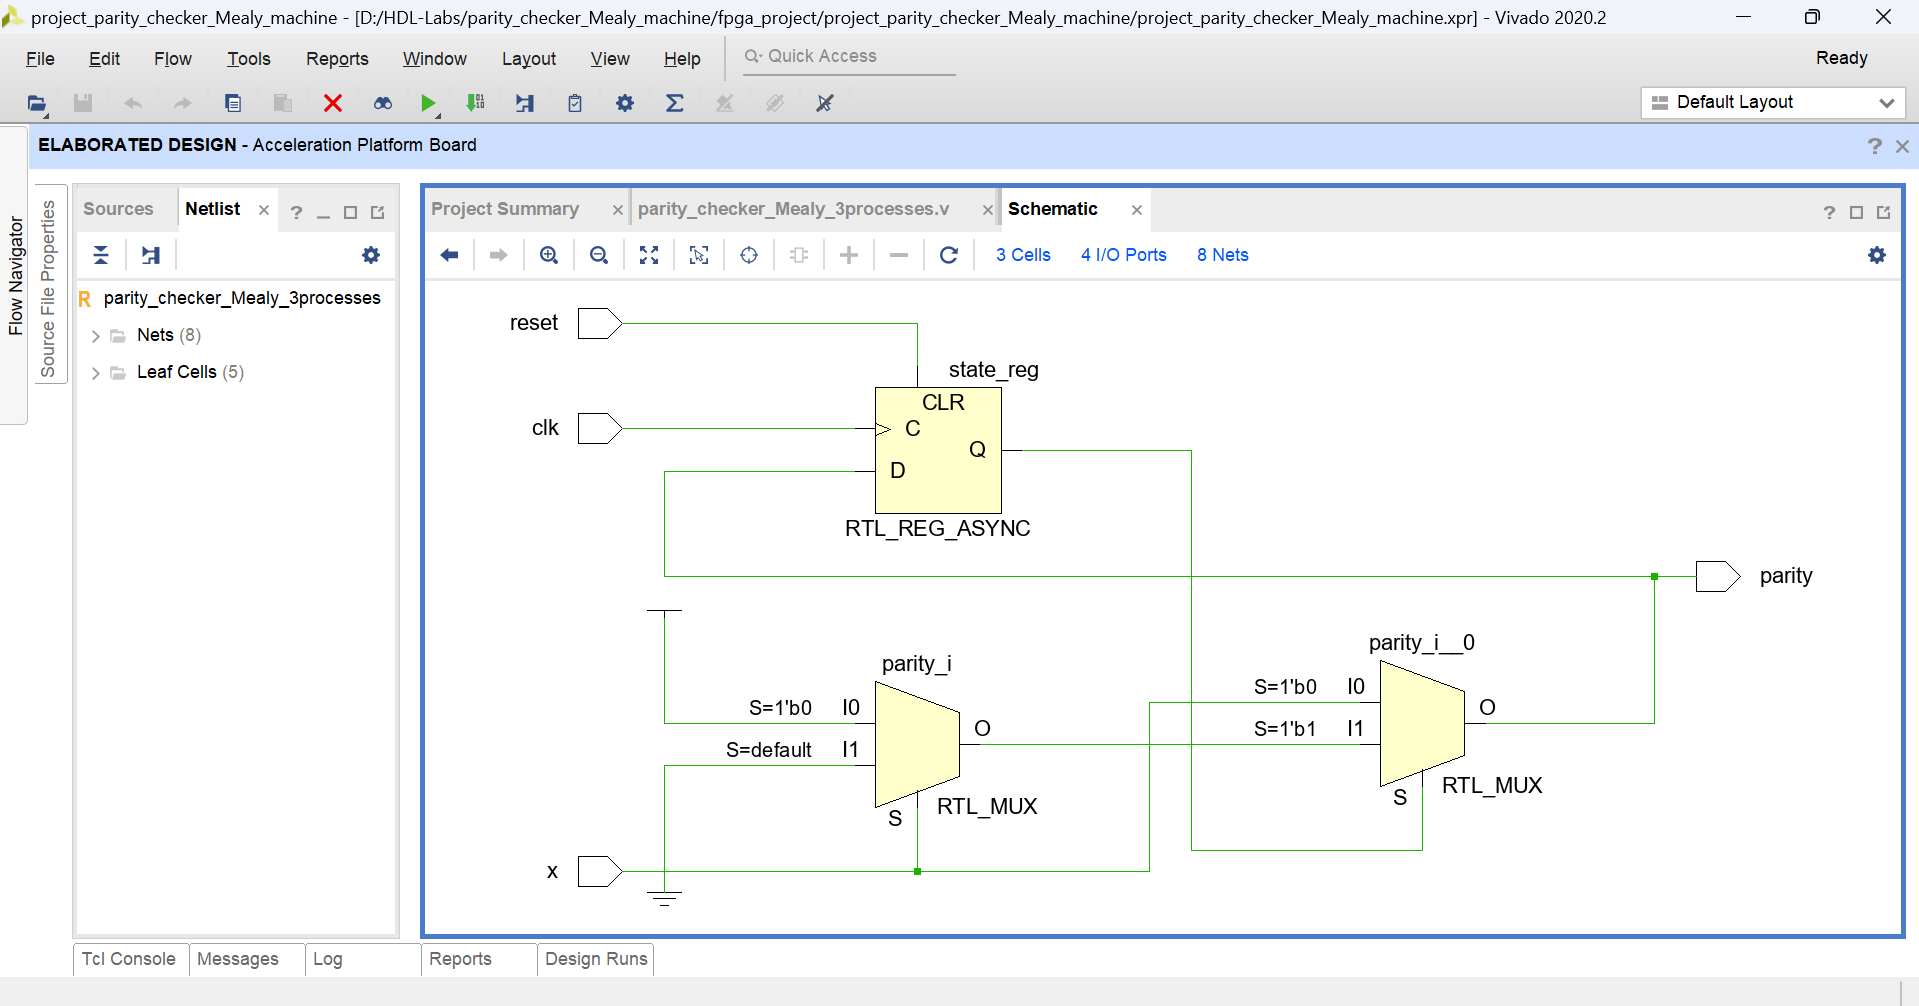 project_parity_checker_Mealy_machine - [D:/HDL-Labs/parity_checker_Mealy_machine/fpga_project/project_parity_checker_Mealy_machine/project_parity_checker_Mealy_machine.xpr] - Vivado 2020.2
File Edit Flow Tools Reports Window Layout View Help Quick Access Ready
Default Layout
ELABORATED DESIGN - Acceleration Platform Board
Flow Navigator
Source File Properties
Sources Netlist
parity_checker_Mealy_3processes
Nets (8)
Leaf Cells (5)
Project Summary parity_checker_Mealy_3processes.v Schematic
3 Cells 4 I/O Ports 8 Nets
reset
state_reg
CLR
clk
C
Q
D
RTL_REG_ASYNC
parity
parity_i__0
parity_i
S=1'b0 I0
S=1'b0 I0
O
S=1'b1 I1
O
S=default I1
RTL_MUX
S
RTL_MUX
S
x
Tcl Console Messages Log Reports Design Runs